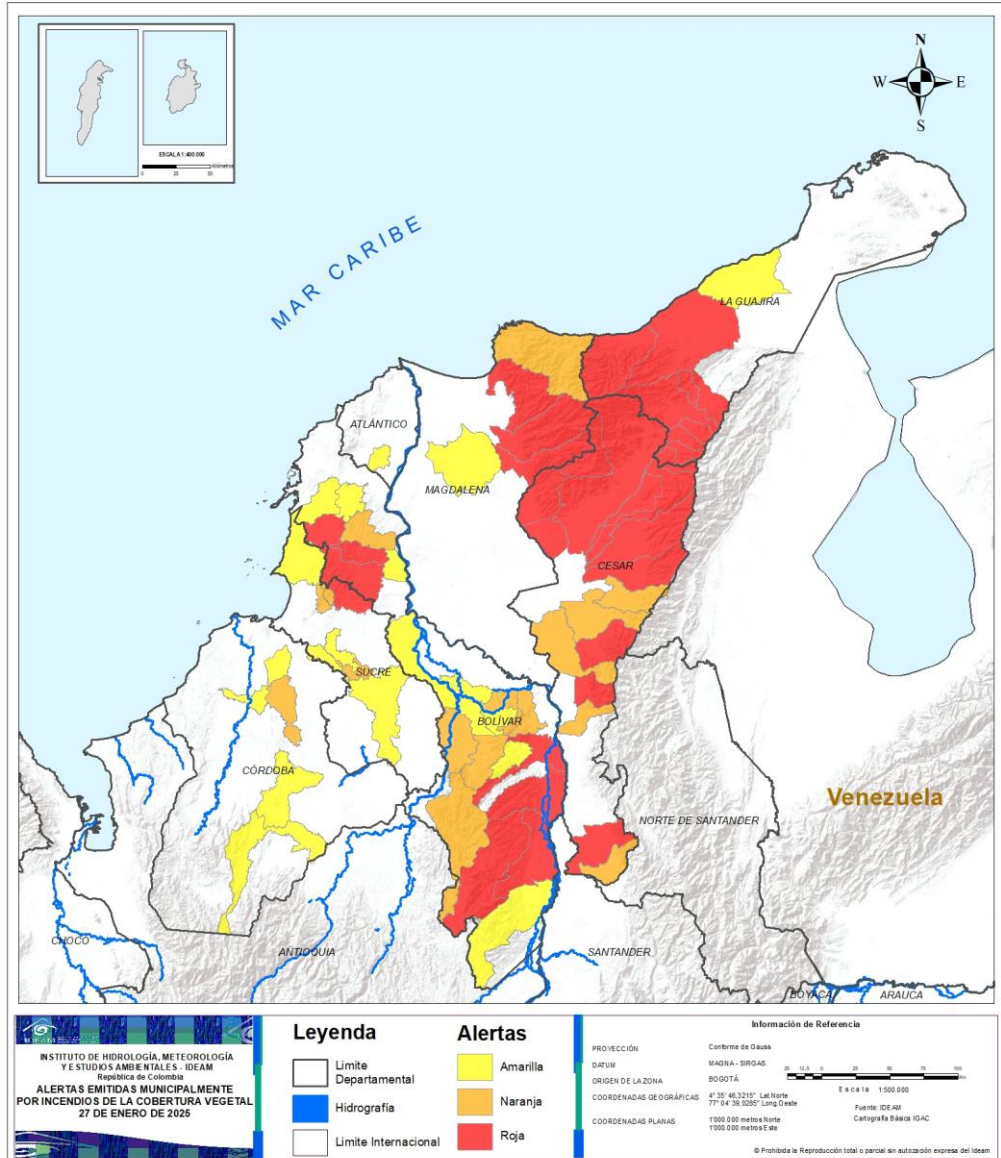 ESCALA 1:400.000
Kilómetros
N
W
E
S
MAR CARIBE
LA GUAJIRA
ATLÁNTICO
MAGDALENA
CESAR
SUCRE
BOLÍVAR
CÓRDOBA
NORTE DE SANTANDER
Venezuela
CHOCÓ
ANTIOQUIA
SANTANDER
BOYACÁ
ARAUCA
IDEAM
INSTITUTO DE HIDROLOGÍA, METEOROLOGÍA
Y ESTUDIOS AMBIENTALES - IDEAM
República de Colombia
ALERTAS EMITIDAS MUNICIPALMENTE
POR INCENDIOS DE LA COBERTURA VEGETAL
27 DE ENERO DE 2025
Leyenda
Limite
Departamental
Hidrografía
Limite Internacional
Alertas
Amarilla
Naranja
Roja
Información de Referencia
PROYECCIÓN Conforme de Gauss
DATUM MAGNA - SIRGAS
ORIGEN DE LA ZONA BOGOTÁ
COORDENADAS GEOGRÁFICAS 4° 35' 46,3215" Lat.Norte
77° 04' 39,0285" Long.Oeste
COORDENADAS PLANAS 1'000.000 metros Norte
1'000.000 metros Este
Escala 1:500.000
Fuente: IDEAM
Cartografía Básica IGAC
© Prohibida la Reproducción total o parcial sin autozación expresa del Ideam